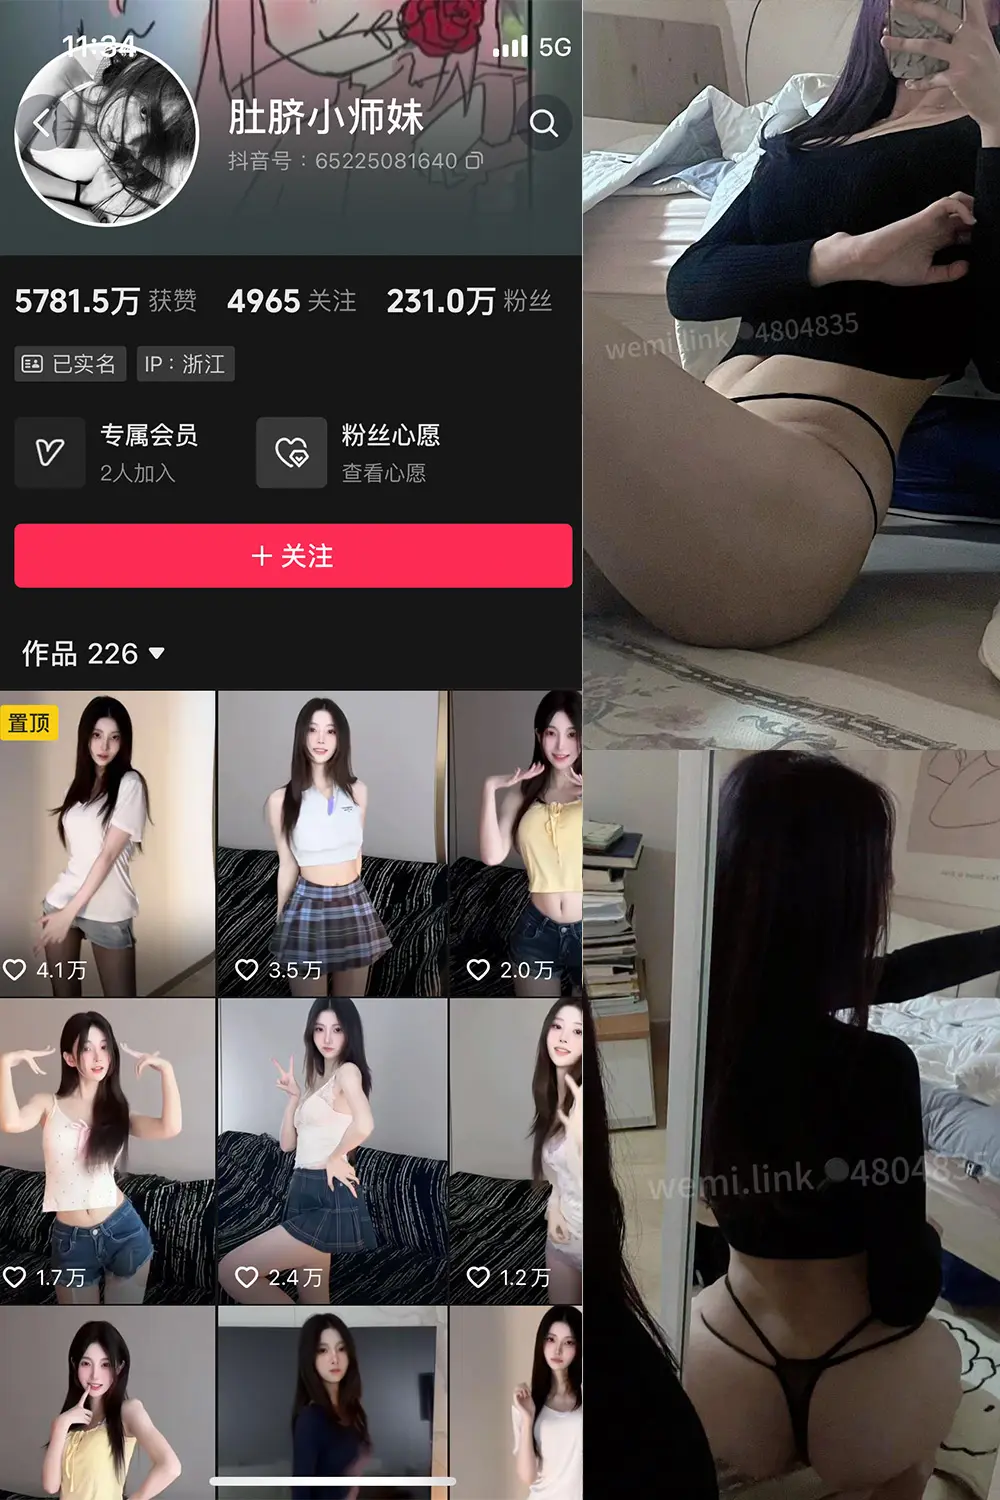 11:34
5G
肚脐小师妹
抖音号：65225081640
5781.5万 获赞 4965 关注 231.0万 粉丝
已实名 IP：浙江
专属会员
2人加入
粉丝心愿
查看心愿
+ 关注
作品 226
置顶
4.1万
3.5万
2.0万
1.7万
2.4万
1.2万
wemi.link 4804835
wemi.link 4804835